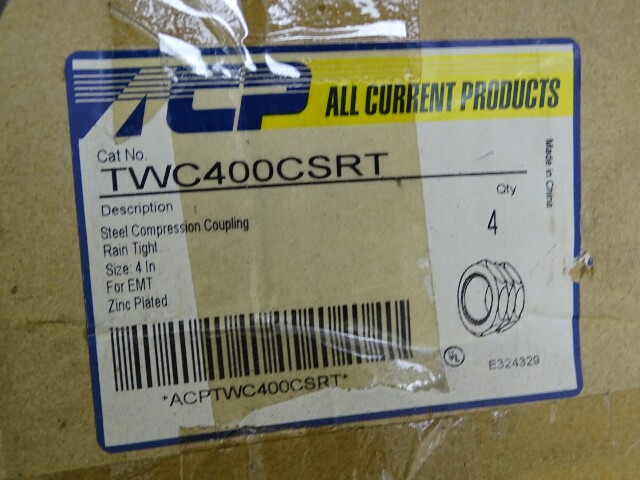 ACP
ALL CURRENT PRODUCTS
Cat No.
TWC400CSRT
Made in China
Description
Qty
Steel Compression Coupling
4
Rain Tight
Size: 4 In
For EMT
Zinc Plated
UL
E324329
*ACPTWC400CSRT*